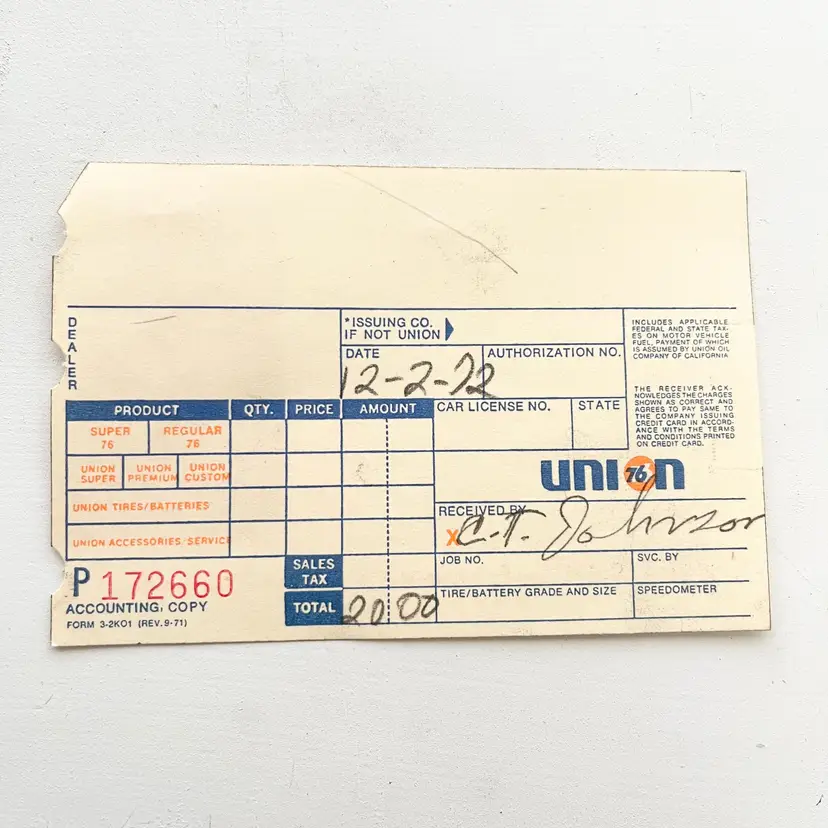 DEALER
*ISSUING CO.
IF NOT UNION
DATE
12-2-72
AUTHORIZATION NO.
INCLUDES APPLICABLE
FEDERAL AND STATE TAX-
ES ON MOTOR VEHICLE
FUEL, PAYMENT OF WHICH
IS ASSUMED BY UNION OIL
COMPANY OF CALIFORNIA
THE RECEIVER ACK-
NOWLEDGES THE CHARGES
SHOWN AS CORRECT AND
AGREES TO PAY SAME TO
THE COMPANY ISSUING
CREDIT CARD IN ACCORD-
ANCE WITH THE TERMS
AND CONDITIONS PRINTED
ON CREDIT CARD.
PRODUCT QTY. PRICE AMOUNT
CAR LICENSE NO. STATE
SUPER
76
REGULAR
76
UNION
SUPER
UNION
PREMIUM
UNION
CUSTOM
UNION TIRES/BATTERIES
UNION ACCESSORIES/SERVICE
UNION 76
RECEIVED BY
X C.T. Johnson
JOB NO. SVC. BY
TIRE/BATTERY GRADE AND SIZE SPEEDOMETER
SALES
TAX
TOTAL 20 00
P 172660
ACCOUNTING COPY
FORM 3-2K01 (REV. 9-71)